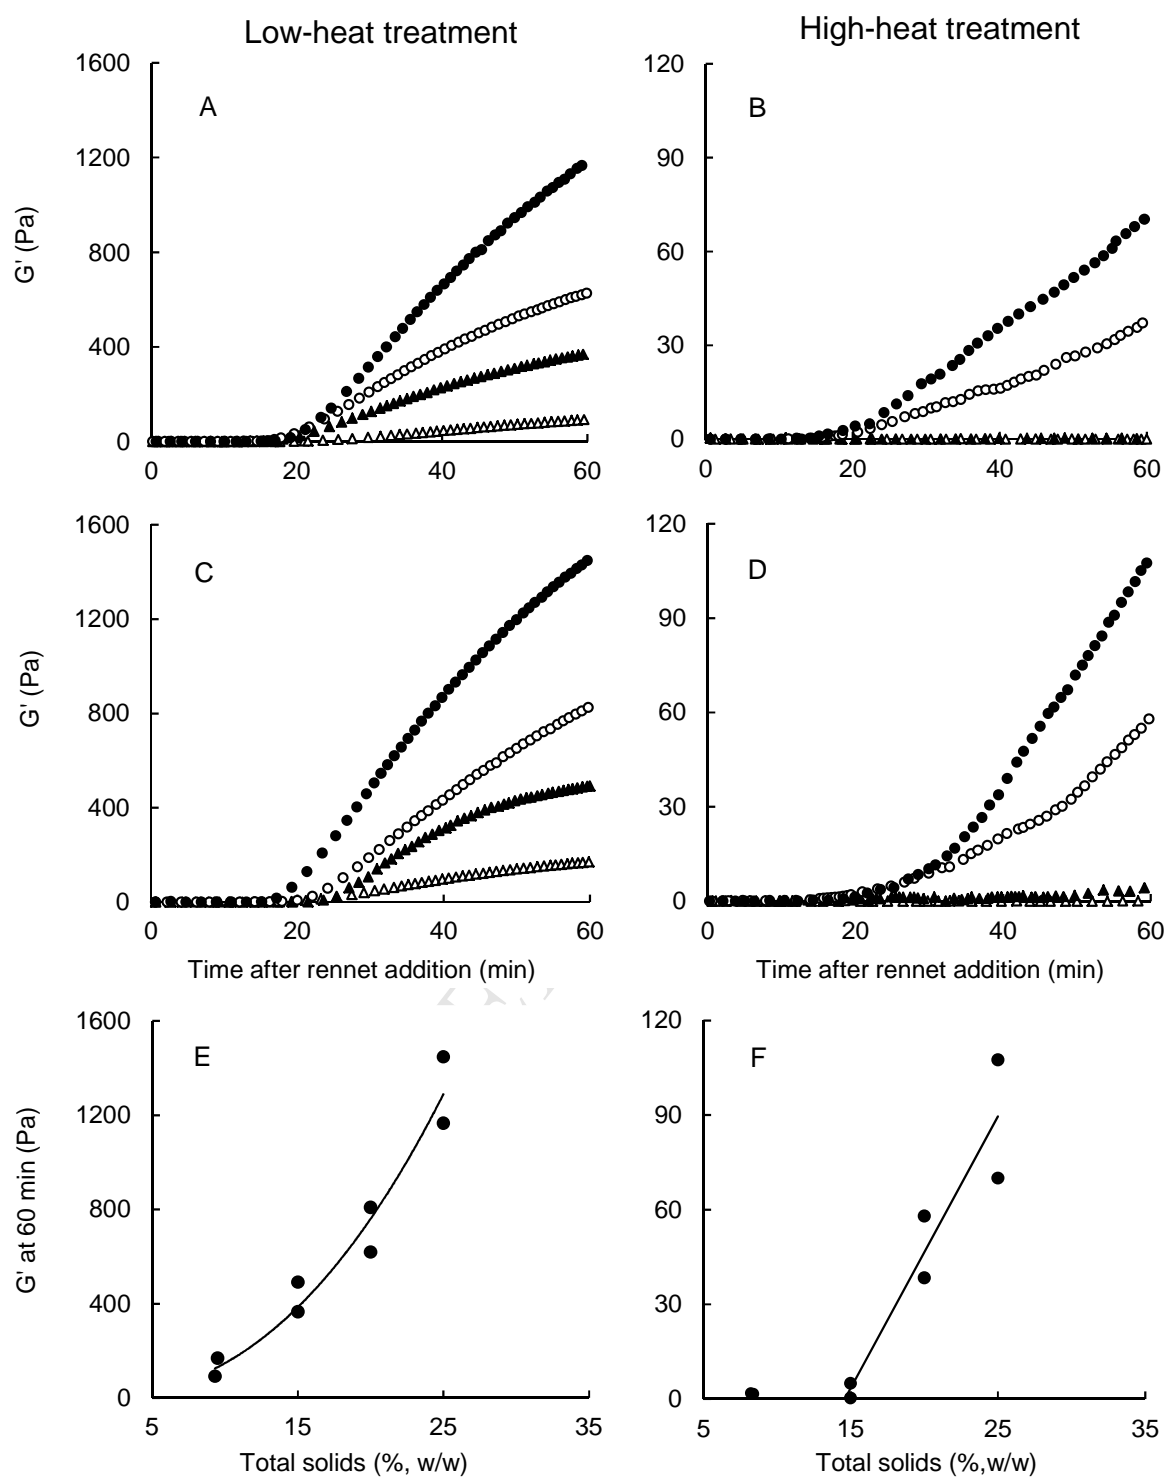 Low-heat treatment
High-heat treatment
1600
1200
800
400
0
G' (Pa)
A
0 20 40 60
120
90
60
30
0
B
0 20 40 60
1600
1200
800
400
0
G' (Pa)
C
0 20 40 60
Time after rennet addition (min)
120
90
60
30
0
D
0 20 40 60
Time after rennet addition (min)
1600
1200
800
400
0
G' at 60 min (Pa)
E
5 15 25 35
Total solids (%, w/w)
120
90
60
30
0
F
5 15 25 35
Total solids (%,w/w)